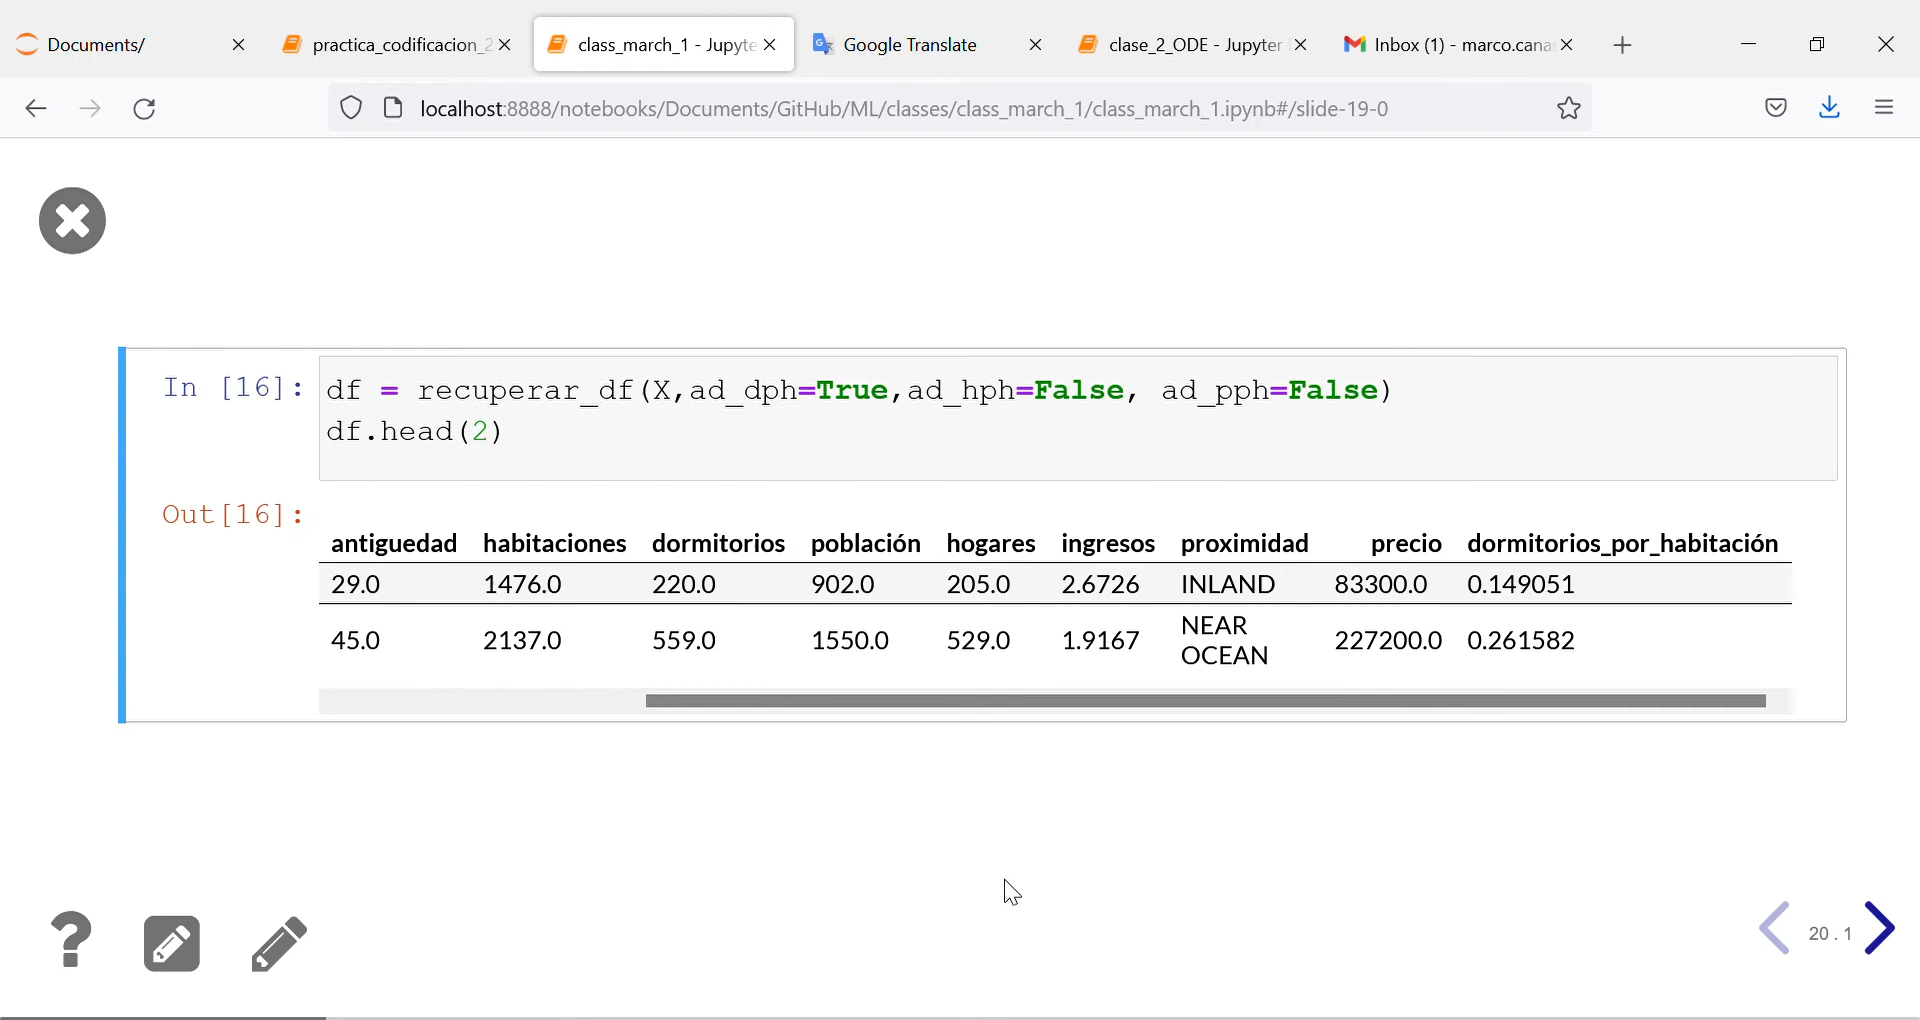 Documents/
practica_codificacion_2
class_march_1 - Jupyte
Google Translate
clase_2_ODE - Jupyter
Inbox (1) - marco.cana
localhost:8888/notebooks/Documents/GitHub/ML/classes/class_march_1/class_march_1.ipynb#/slide-19-0
In [16]:
df = recuperar_df(X,ad_dph=True,ad_hph=False, ad_pph=False)
df.head(2)
Out[16]:
antiguedad habitaciones dormitorios población hogares ingresos proximidad precio dormitorios_por_habitación
29.0 1476.0 220.0 902.0 205.0 2.6726 INLAND 83300.0 0.149051
45.0 2137.0 559.0 1550.0 529.0 1.9167 NEAR OCEAN 227200.0 0.261582
20 . 1